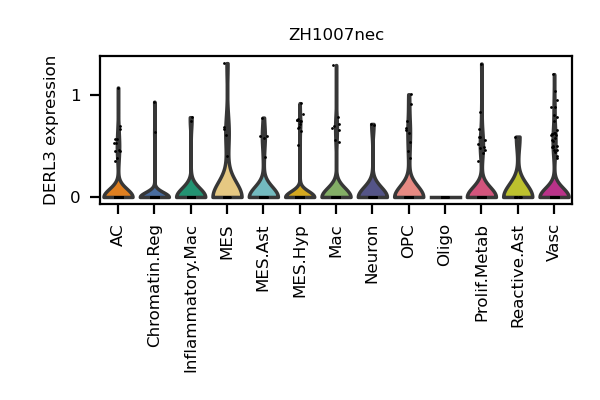 ZH1007nec
DERL3 expression
1
0
AC
Chromatin.Reg
Inflammatory.Mac
MES
MES.Ast
MES.Hyp
Mac
Neuron
OPC
Oligo
Prolif.Metab
Reactive.Ast
Vasc